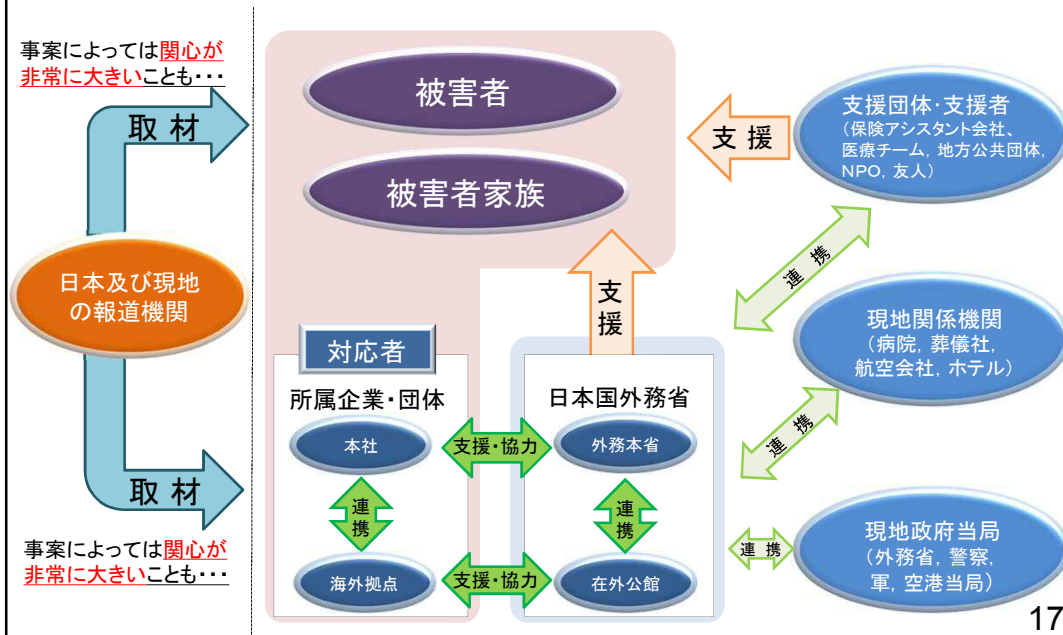 事案によっては関心が
非常に大きいことも・・・
取 材
日本及び現地
の報道機関
取 材
事案によっては関心が
非常に大きいことも・・・
被害者
被害者家族
支 援
支援団体・支援者
(保険アシスタント会社、
医療チーム, 地方公共団体,
NPO, 友人)
連 携
支
援
現地関係機関
(病院, 葬儀社,
航空会社, ホテル)
連 携
対応者
所属企業・団体
本社
連
携
海外拠点
支援・協力
支援・協力
日本国外務省
外務本省
連
携
在外公館
連 携
現地政府当局
(外務省, 警察,
軍, 空港当局)
17